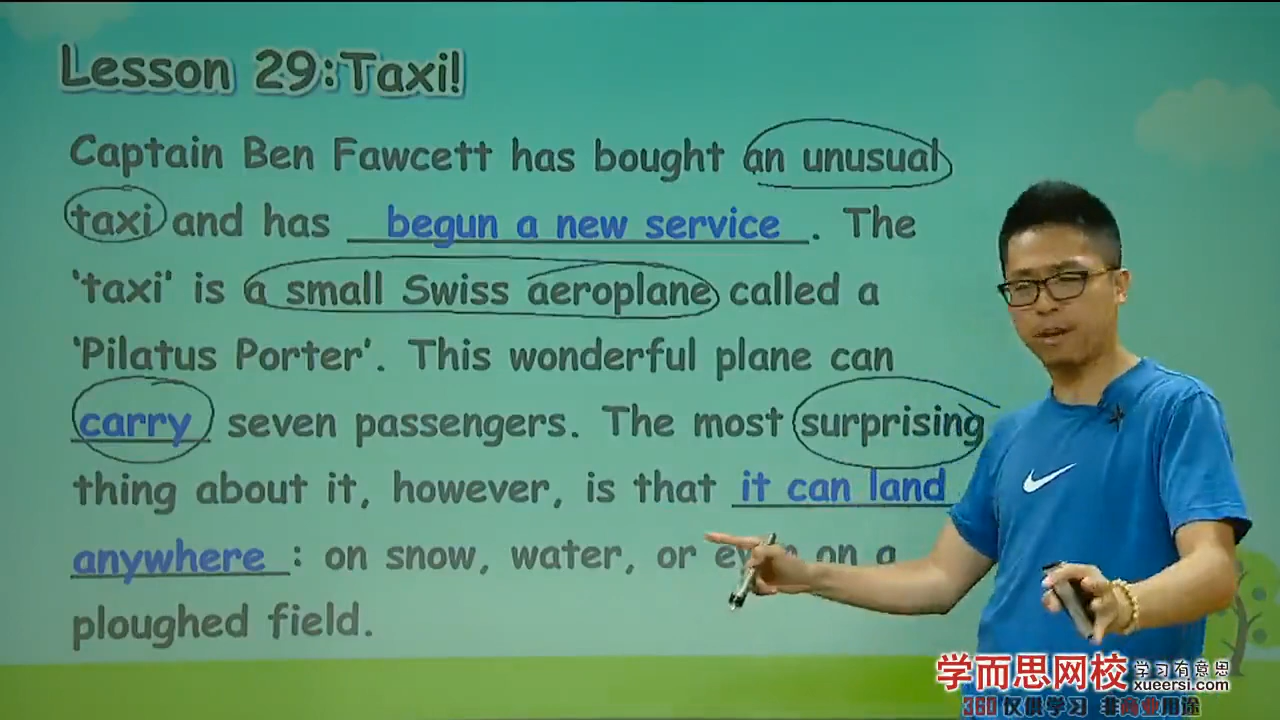 Lesson 29:Taxi!
Captain Ben Fawcett has bought an unusual
taxi and has begun a new service. The
‘taxi’ is a small Swiss aeroplane called a
‘Pilatus Porter’. This wonderful plane can
carry seven passengers. The most surprising
thing about it, however, is that it can land
anywhere : on snow, water, or even on a
ploughed field.
学而思网校 学习有意思
xueersi.com
360 仅供学习 非商业用途